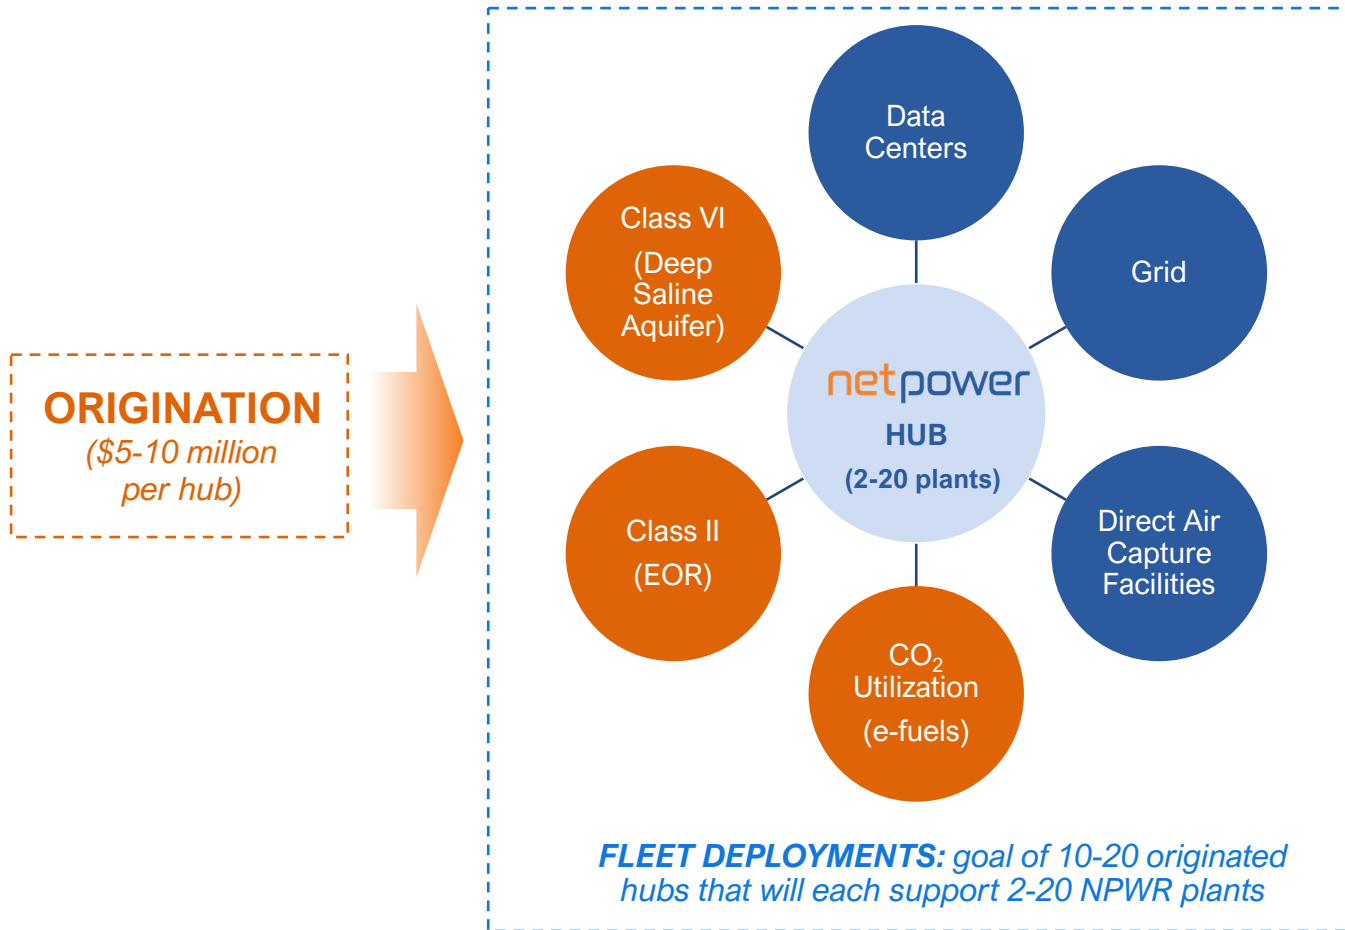 ORIGINATION
($5-10 million
per hub)
Data
Centers
Class VI
(Deep
Saline
Aquifer)
Grid
netpower
HUB
(2-20 plants)
Class II
(EOR)
Direct Air
Capture
Facilities
CO₂
Utilization
(e-fuels)
FLEET DEPLOYMENTS: goal of 10-20 originated
hubs that will each support 2-20 NPWR plants